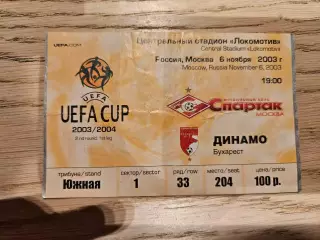 UEFA.COM
Центральный стадион «Локомотив»
Central Stadium «Lokomotiv»
Россия, Москва 6 ноября 2003 г
Moscow, Russia November 6, 2003
19:00
UEFA
UEFA CUP
2003/2004
Спартак
МОСКВА
ДИНАМО
Бухарест
трибуна/stand сектор/sector ряд/row место/seat цена/price
Южная 1 33 204 100 р.